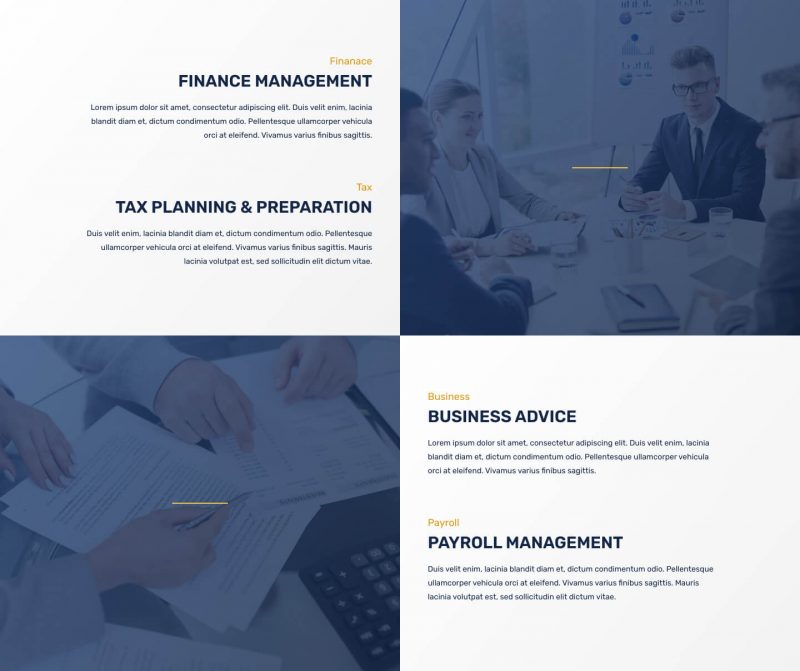 Finanace
FINANCE MANAGEMENT
Lorem ipsum dolor sit amet, consectetur adipiscing elit. Duis velit enim, lacinia
blandit diam et, dictum condimentum odio. Pellentesque ullamcorper vehicula
orci at eleifend. Vivamus varius finibus sagittis.
Tax
TAX PLANNING & PREPARATION
Duis velit enim, lacinia blandit diam et, dictum condimentum odio. Pellentesque
ullamcorper vehicula orci at eleifend. Vivamus varius finibus sagittis. Mauris
lacinia volutpat est, sed sollicitudin elit dictum vitae.
Business
BUSINESS ADVICE
Lorem ipsum dolor sit amet, consectetur adipiscing elit. Duis velit enim, lacinia
blandit diam et, dictum condimentum odio. Pellentesque ullamcorper vehicula
orci at eleifend. Vivamus varius finibus sagittis.
Payroll
PAYROLL MANAGEMENT
Duis velit enim, lacinia blandit diam et, dictum condimentum odio. Pellentesque
ullamcorper vehicula orci at eleifend. Vivamus varius finibus sagittis. Mauris
lacinia volutpat est, sed sollicitudin elit dictum vitae.